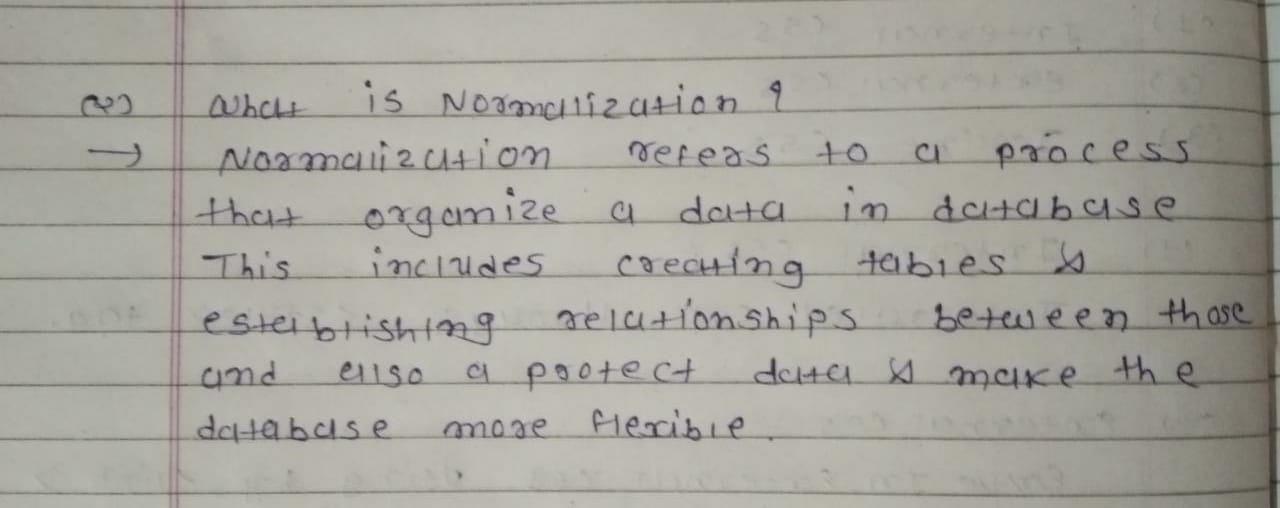 (2) What is Normalization ?
→ Normalization refers to a process
that organize a data in database
This includes creating tables &
establishing relationships between those
and also a protect data & make the
database more flexible.